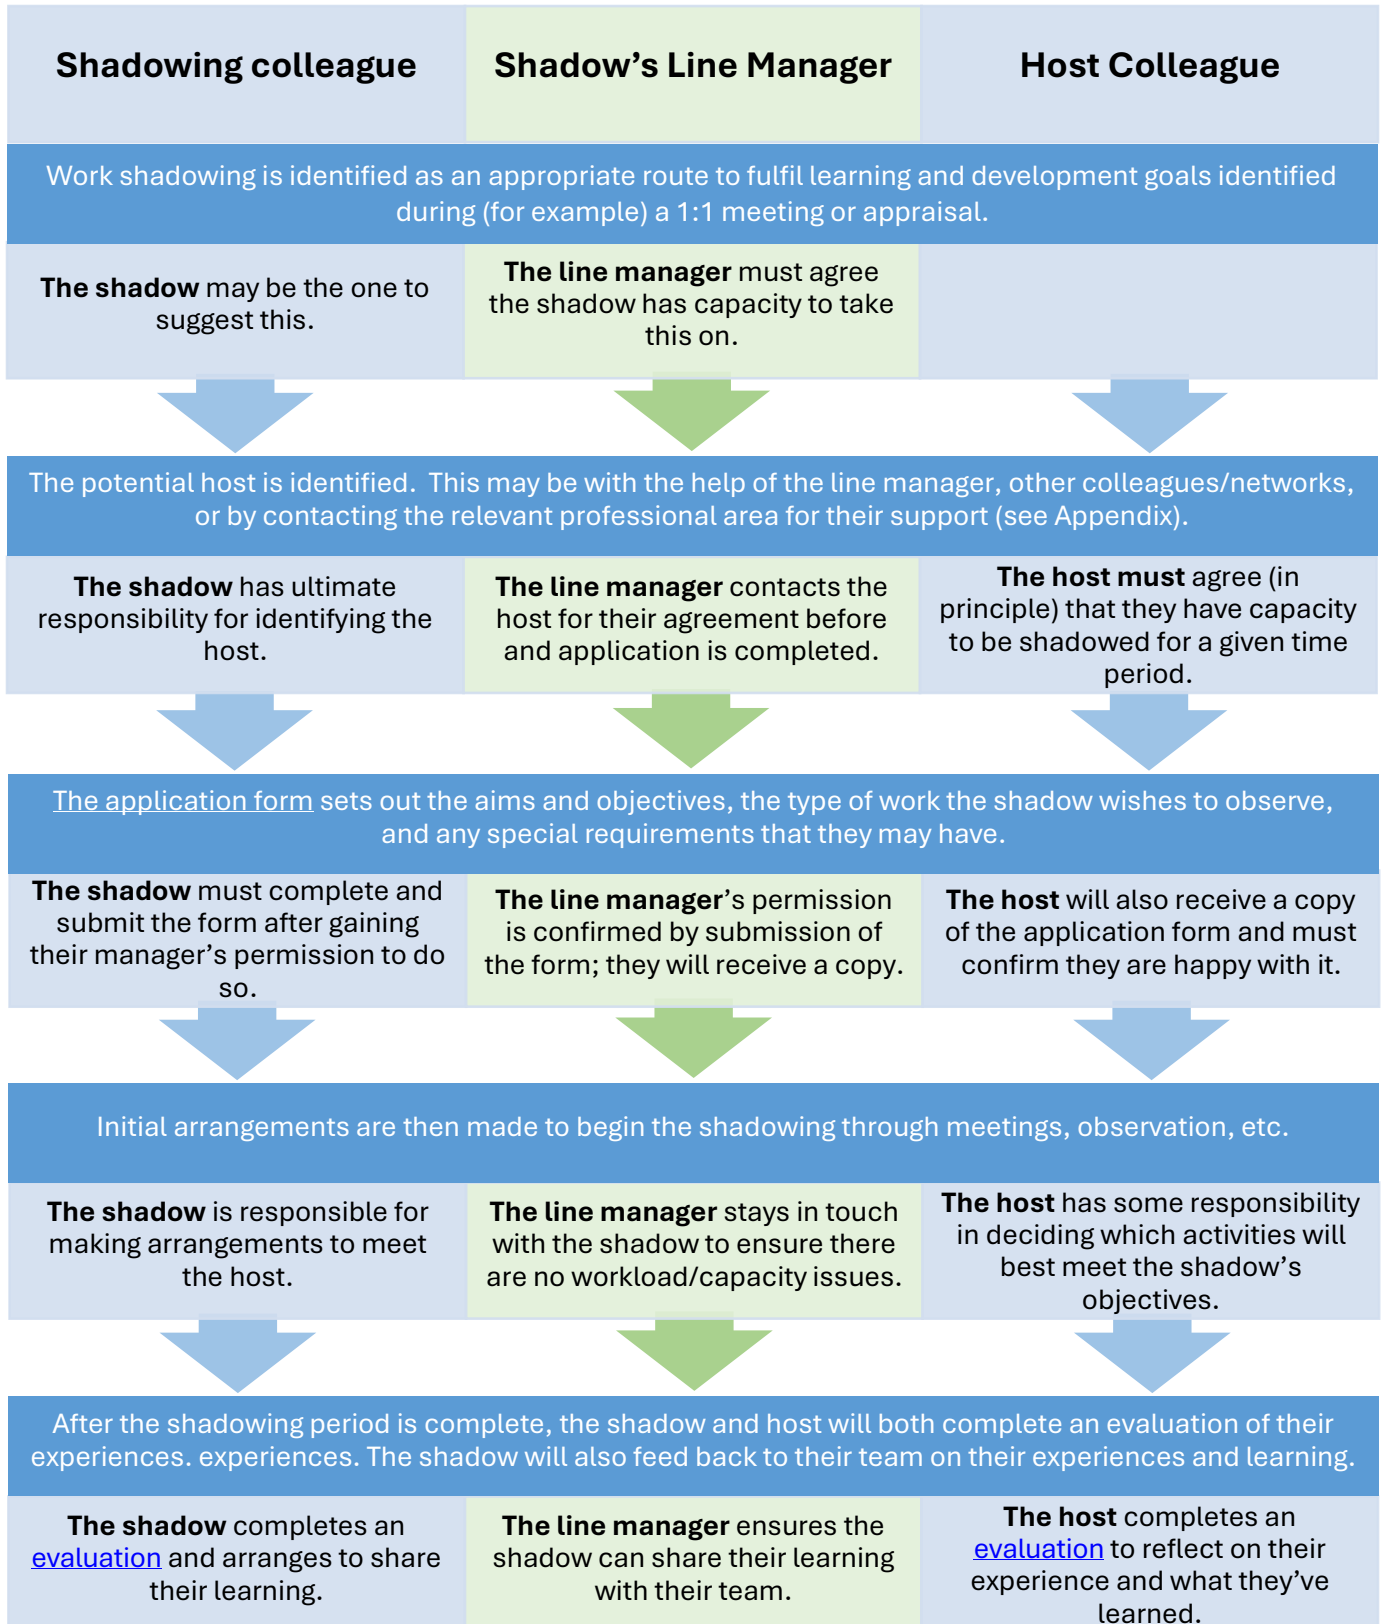 Shadowing colleague
Shadow’s Line Manager
Host Colleague
Work shadowing is identified as an appropriate route to fulfil learning and development goals identified
during (for example) a 1:1 meeting or appraisal.
The shadow may be the one to
suggest this.
The line manager must agree
the shadow has capacity to take
this on.
The potential host is identified.  This may be with the help of the line manager, other colleagues/networks,
or by contacting the relevant professional area for their support (see Appendix).
The shadow has ultimate
responsibility for identifying the
host.
The line manager contacts the
host for their agreement before
and application is completed.
The host must agree (in
principle) that they have capacity
to be shadowed for a given time
period.
The application form sets out the aims and objectives, the type of work the shadow wishes to observe,
and any special requirements that they may have.
The shadow must complete and
submit the form after gaining
their manager’s permission to do
so.
The line manager’s permission
is confirmed by submission of
the form; they will receive a copy.
The host will also receive a copy
of the application form and must
confirm they are happy with it.
Initial arrangements are then made to begin the shadowing through meetings, observation, etc.
The shadow is responsible for
making arrangements to meet
the host.
The line manager stays in touch
with the shadow to ensure there
are no workload/capacity issues.
The host has some responsibility
in deciding which activities will
best meet the shadow’s
objectives.
After the shadowing period is complete, the shadow and host will both complete an evaluation of their
experiences. experiences. The shadow will also feed back to their team on their experiences and learning.
The shadow completes an
evaluation and arranges to share
their learning.
The line manager ensures the
shadow can share their learning
with their team.
The host completes an
evaluation to reflect on their
experience and what they’ve
learned.